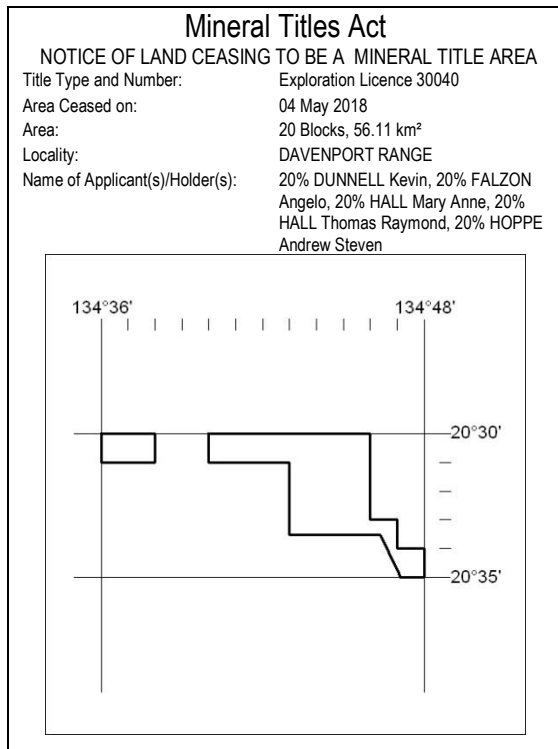 Mineral Titles Act
NOTICE OF LAND CEASING TO BE A MINERAL TITLE AREA
Title Type and Number: Exploration Licence 30040
Area Ceased on: 04 May 2018
Area: 20 Blocks, 56.11 km²
Locality: DAVENPORT RANGE
Name of Applicant(s)/Holder(s): 20% DUNNELL Kevin, 20% FALZON
Angelo, 20% HALL Mary Anne, 20%
HALL Thomas Raymond, 20% HOPPE
Andrew Steven
134°36' 134°48'
20°30'
20°35'